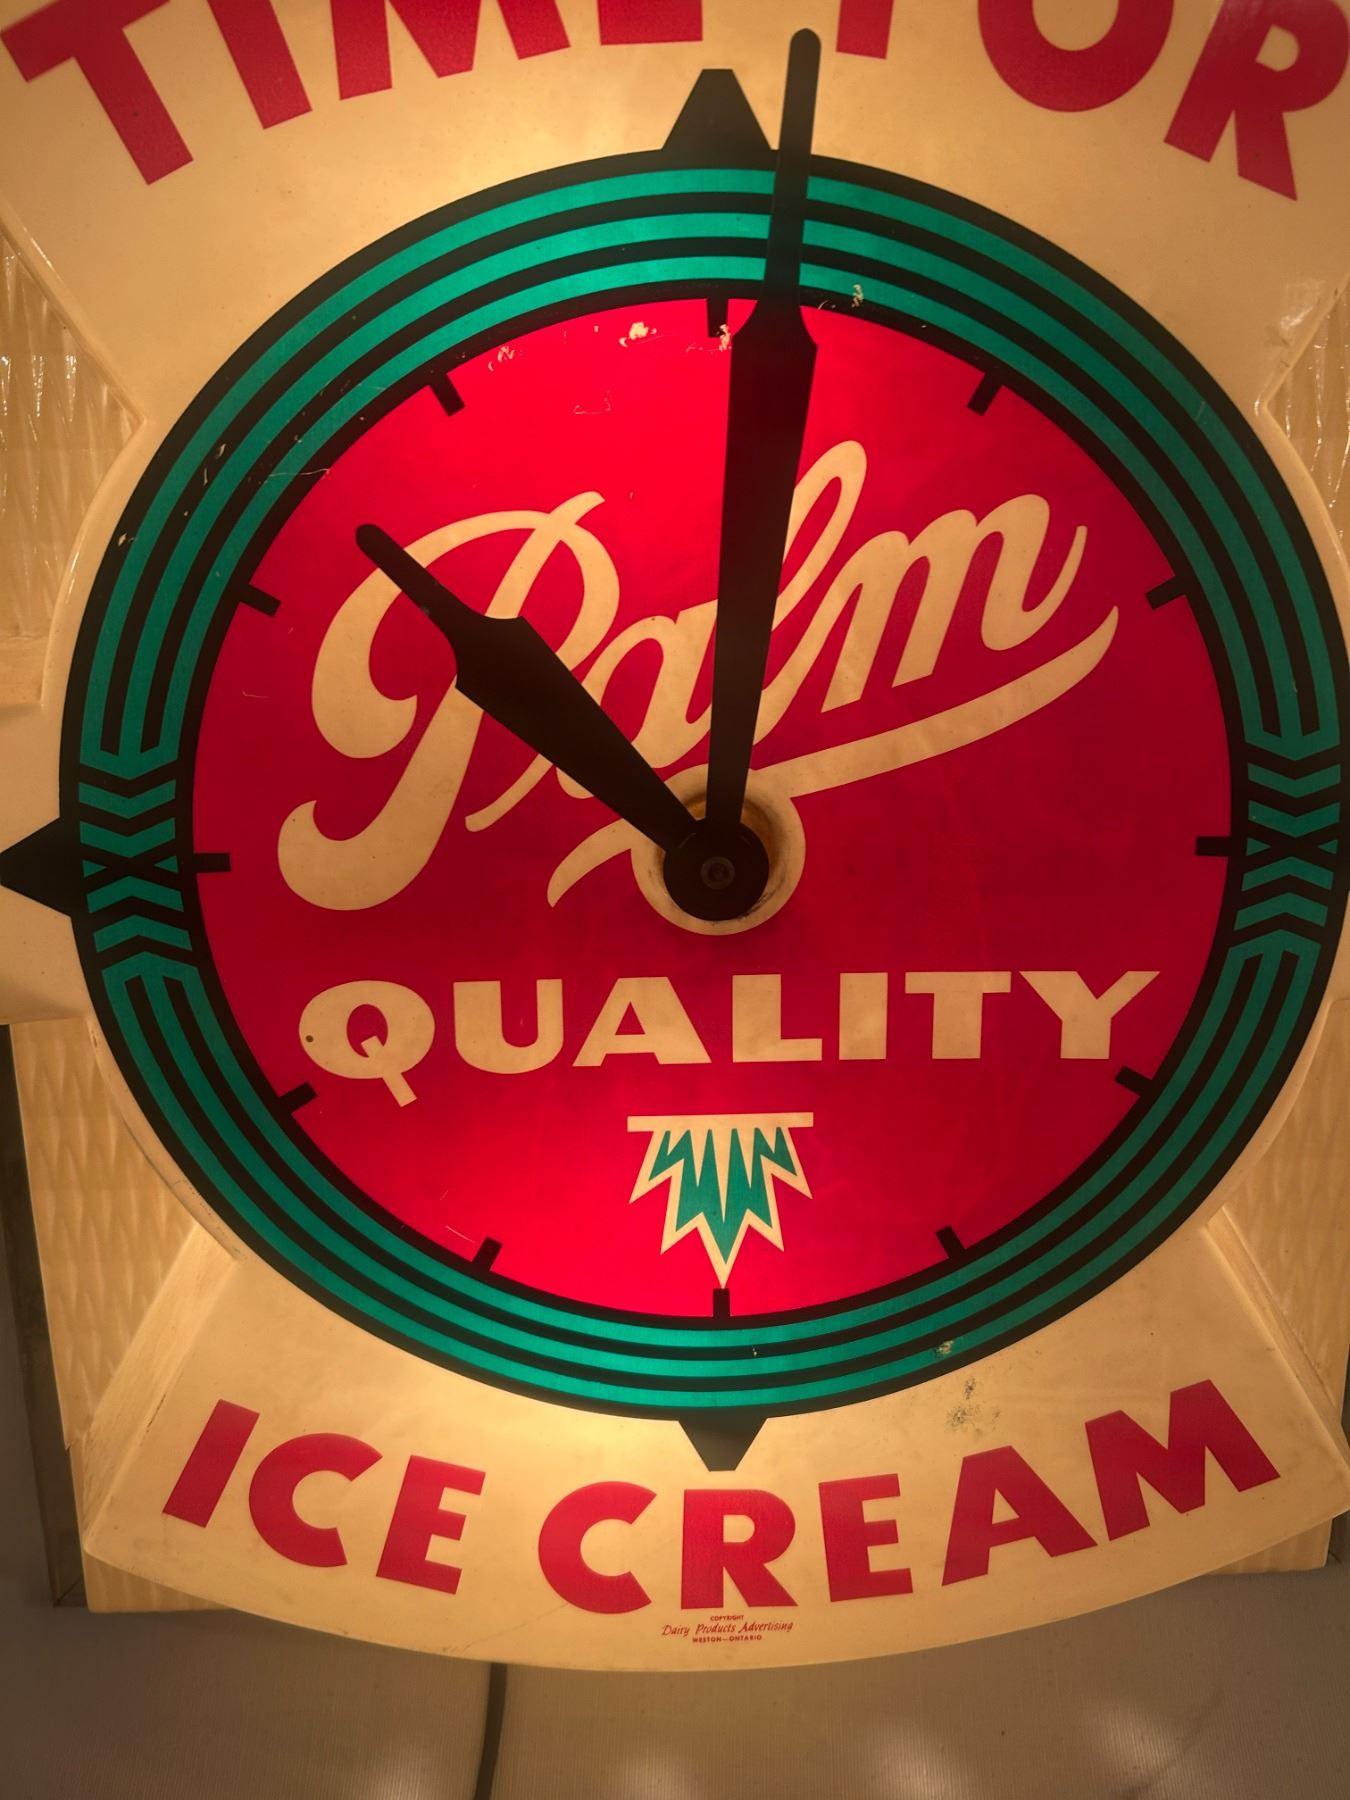 TIME FOR
Palm
QUALITY
ICE CREAM
COPYRIGHT
Dairy Products Advertising
WESTON—ONTARIO